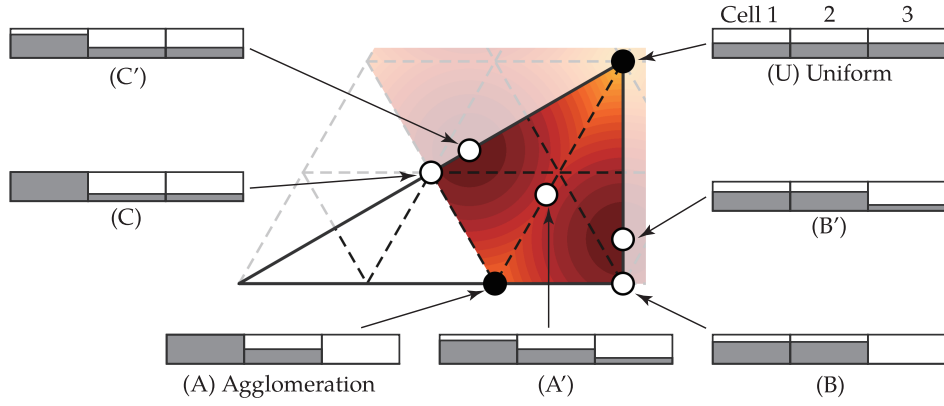 Cell 1 2 3
(C’)
(U) Uniform
(C)
(B’)
(A) Agglomeration
(A’)
(B)